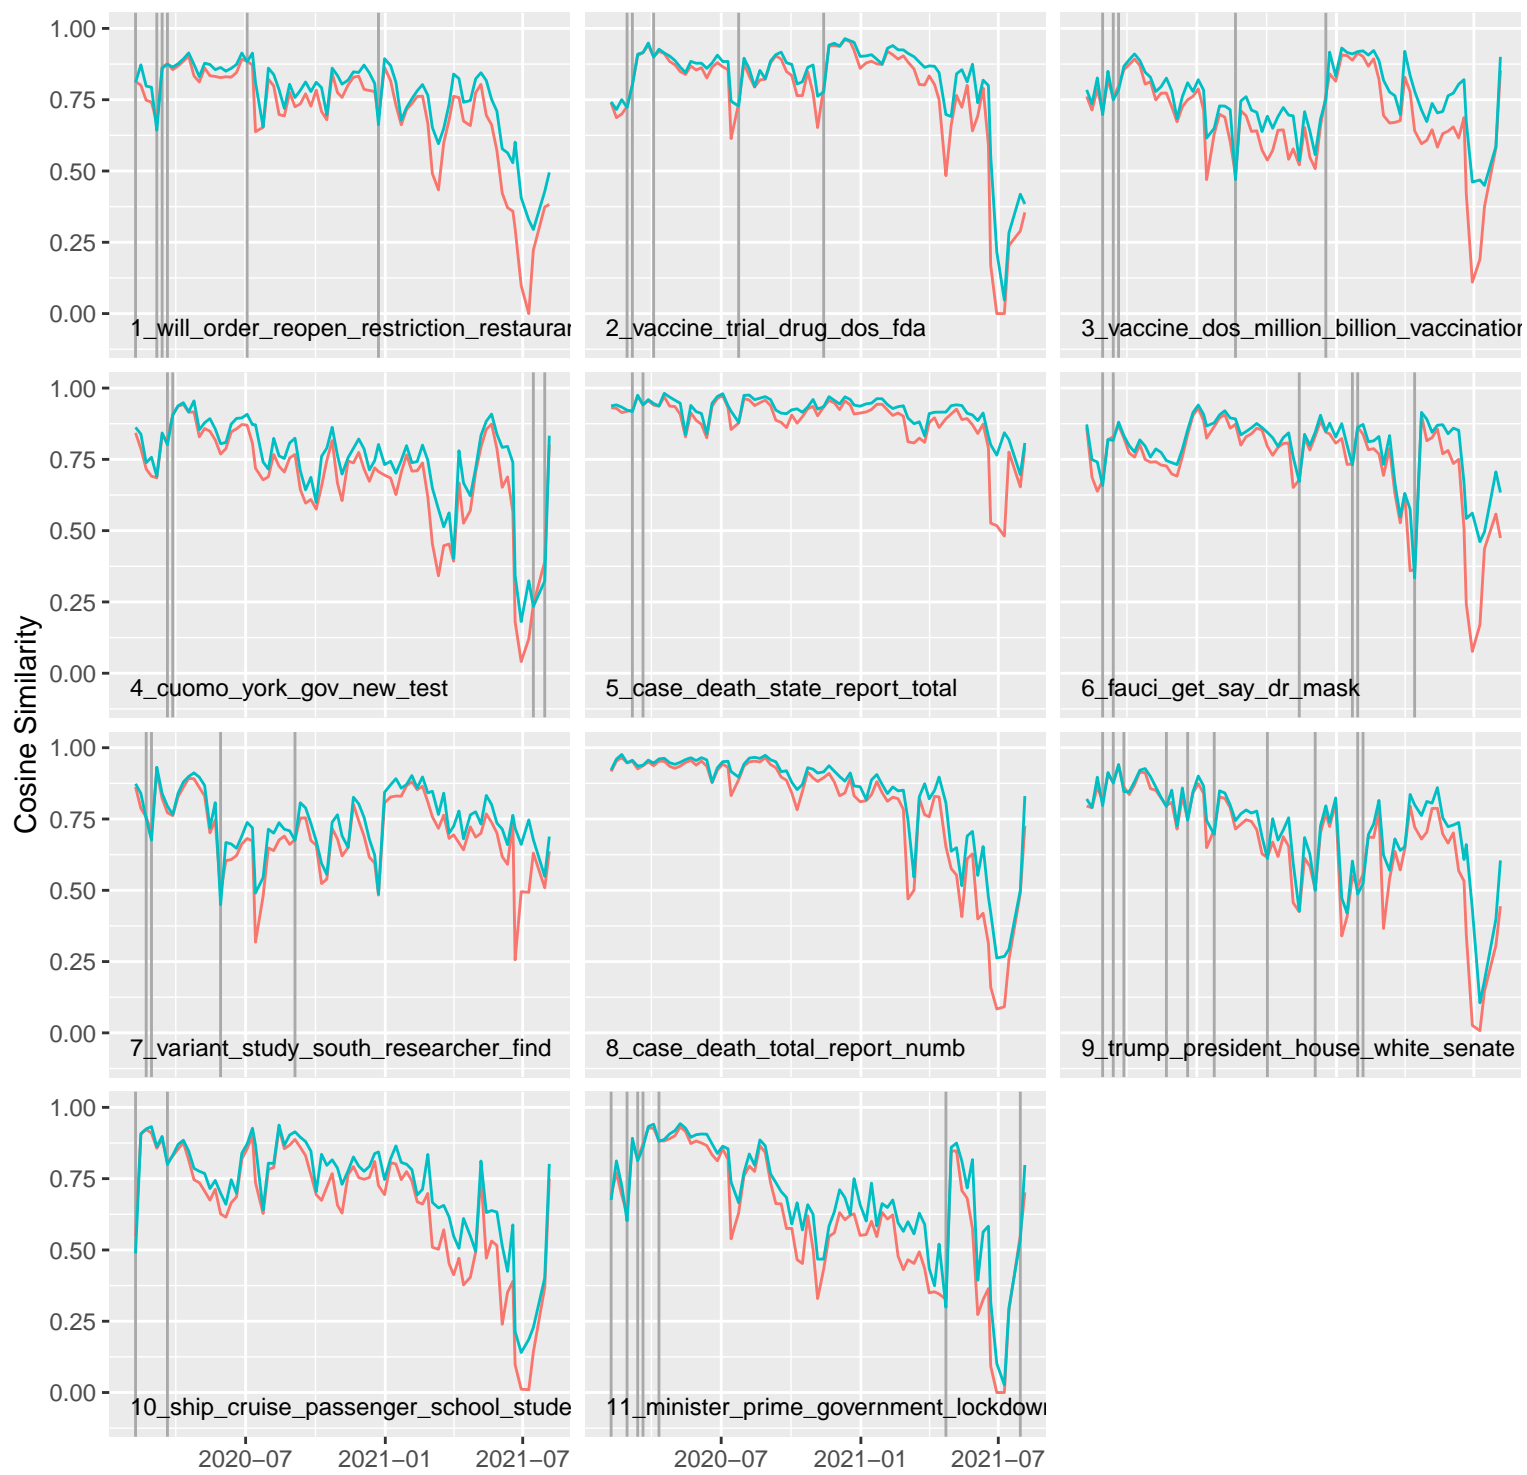 Cosine Similarity
1.00
0.75
0.50
0.25
0.00
1_will_order_reopen_restriction_restauran
2_vaccine_trial_drug_dos_fda
3_vaccine_dos_million_billion_vaccination
1.00
0.75
0.50
0.25
0.00
4_cuomo_york_gov_new_test
5_case_death_state_report_total
6_fauci_get_say_dr_mask
1.00
0.75
0.50
0.25
0.00
7_variant_study_south_researcher_find
8_case_death_total_report_numb
9_trump_president_house_white_senate
1.00
0.75
0.50
0.25
0.00
10_ship_cruise_passenger_school_stude
11_minister_prime_government_lockdown
2020−07 2021−01 2021−07
2020−07 2021−01 2021−07